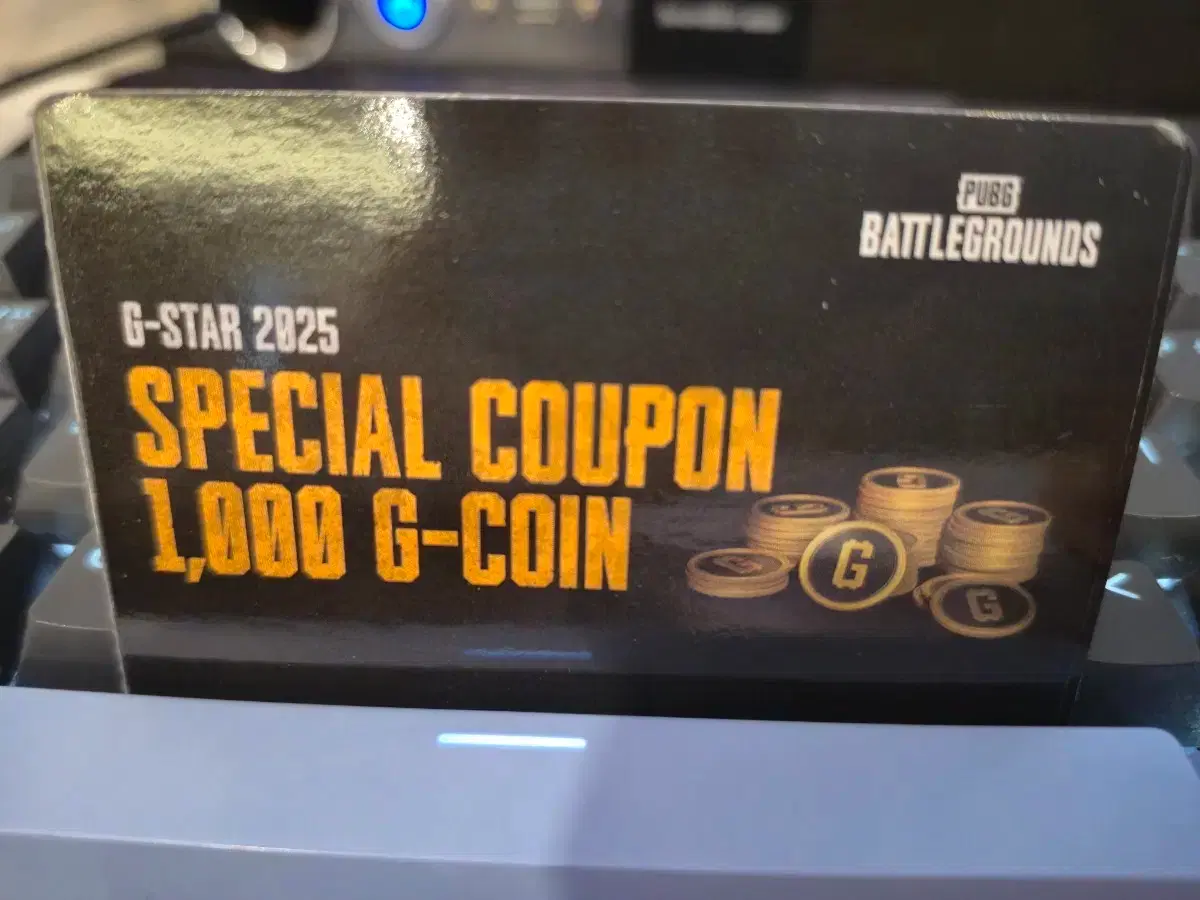 PUBG
BATTLEGROUNDS
G-STAR 2025
SPECIAL COUPON
1,000 G-COIN
G
G